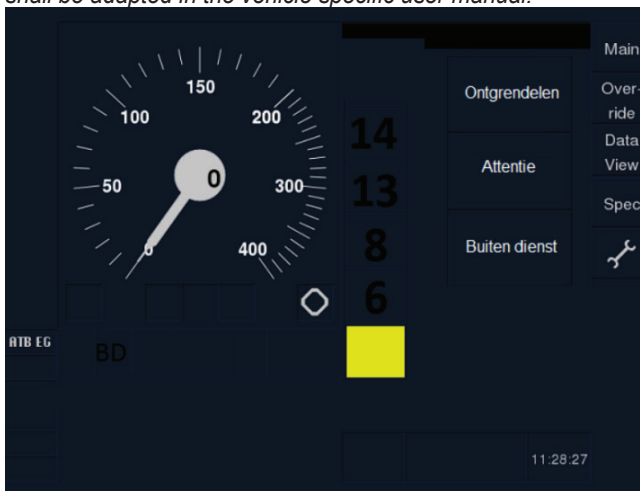 shall be adapted in the vehicle specific user manual.
Main
Over-
ride
Data
View
Spec
Ontgrendelen
Attentie
Buiten dienst
0
50
100
150
200
300
400
0
14
13
8
6
ATB EG
BD
11:28:27